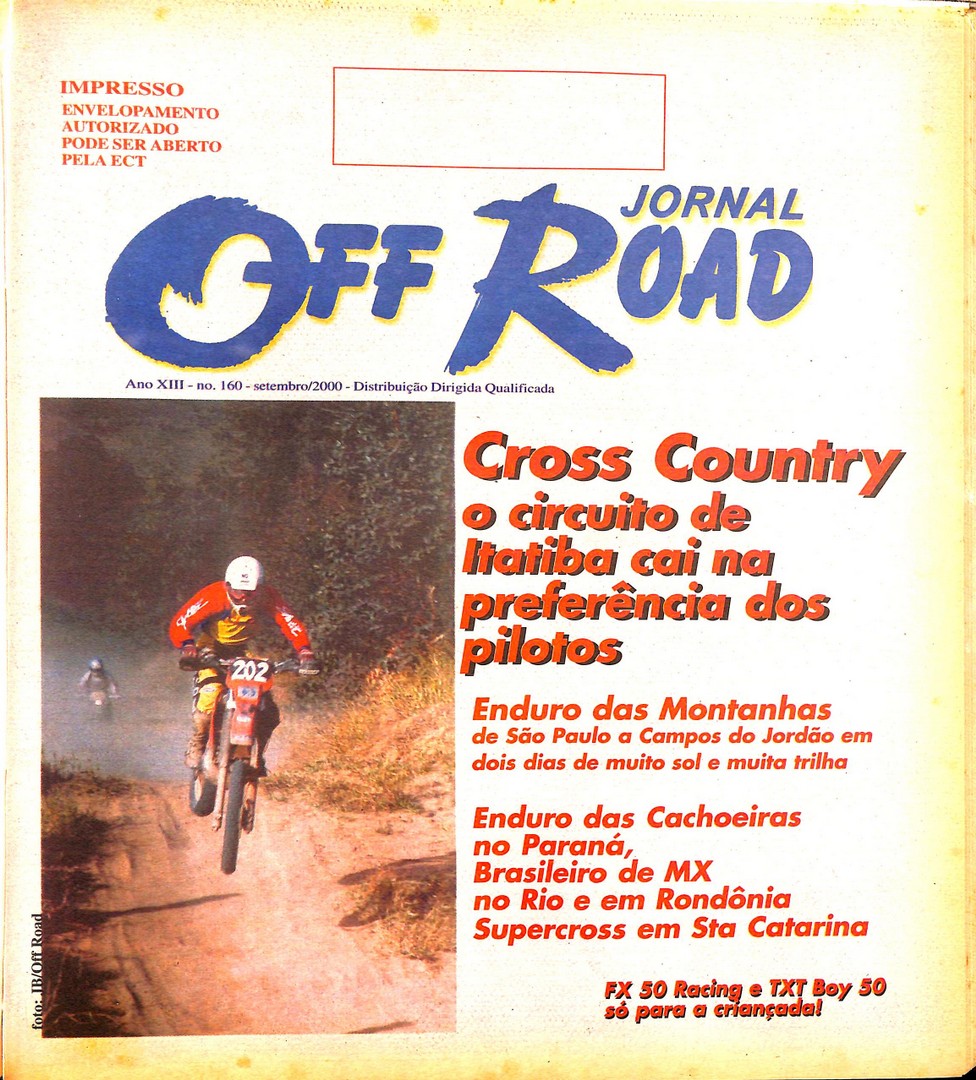 IMPRESSO
ENVELOPAMENTO
AUTORIZADO
PODE SER ABERTO
PELA ECT
JORNAL
OFF ROAD
Ano XIII - no. 160 - setembro/2000 - Distribuição Dirigida Qualificada
Cross Country
o circuito de
Itatiba cai na
preferência dos
pilotos
Enduro das Montanhas
de São Paulo a Campos do Jordão em
dois dias de muito sol e muita trilha
Enduro das Cachoeiras
no Paraná,
Brasileiro de MX
no Rio e em Rondônia
Supercross em Sta Catarina
FX 50 Racing e TXT Boy 50
só para a criançada!
202
foto: JB/Off Road